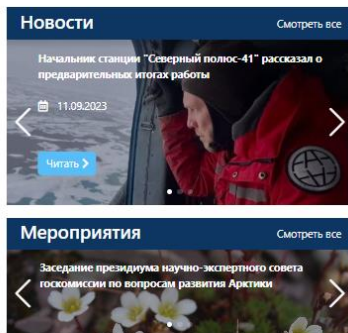 Новости
Смотреть все
Начальник станции "Северный полюс-41" рассказал о
предварительных итогах работы
11.09.2023
Читать
Мероприятия
Смотреть все
Заседание президиума научно-экспертного совета
госкомиссии по вопросам развития Арктики